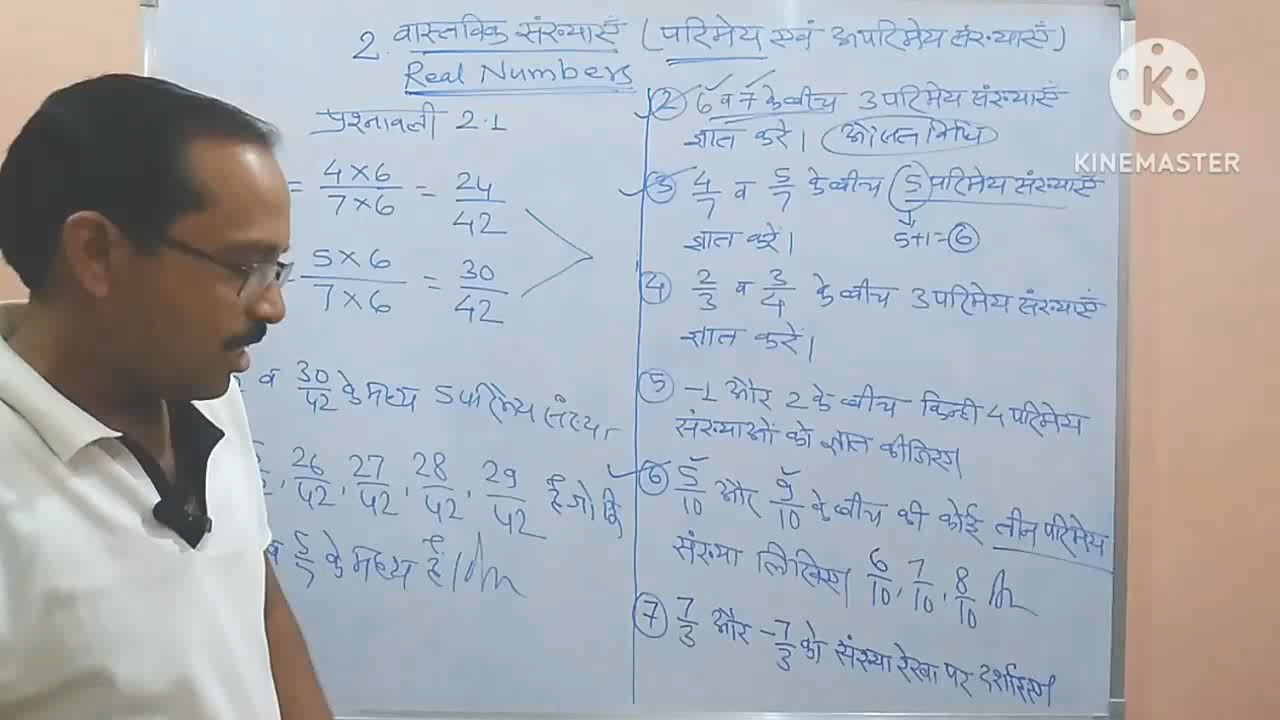 2. वास्तविक संख्याएँ (परिमेय एवं अपरिमेय संख्याएँ)
Real Numbers
प्रश्नावली 2.1
= 4×6/7×6 = 24/42
= 5×6/7×6 = 30/42
व 30/42 के मध्य 5 परिमेय संख्या
, 26/42, 27/42, 28/42, 29/42 हैं जो कि
व 5/7 के मध्य हैं।
② 6 व 7 के बीच 3 परिमेय संख्याएँ
ज्ञात करें। औसत विधि
③ 4/7 व 5/7 के बीच 5 परिमेय संख्याएँ
ज्ञात करें। 5+1=6
④ 2/3 व 3/4 के बीच 3 परिमेय संख्याएँ
ज्ञात करें।
⑤ -1 और 2 के बीच किन्ही 4 परिमेय
संख्याओं को ज्ञात कीजिए।
⑥ 5/10 और 9/10 के बीच की कोई तीन परिमेय
संख्या लिखिए। 6/10, 7/10, 8/10
⑦ 7/3 और -7/3 को संख्या रेखा पर दर्शाइए।
K
KINEMASTER